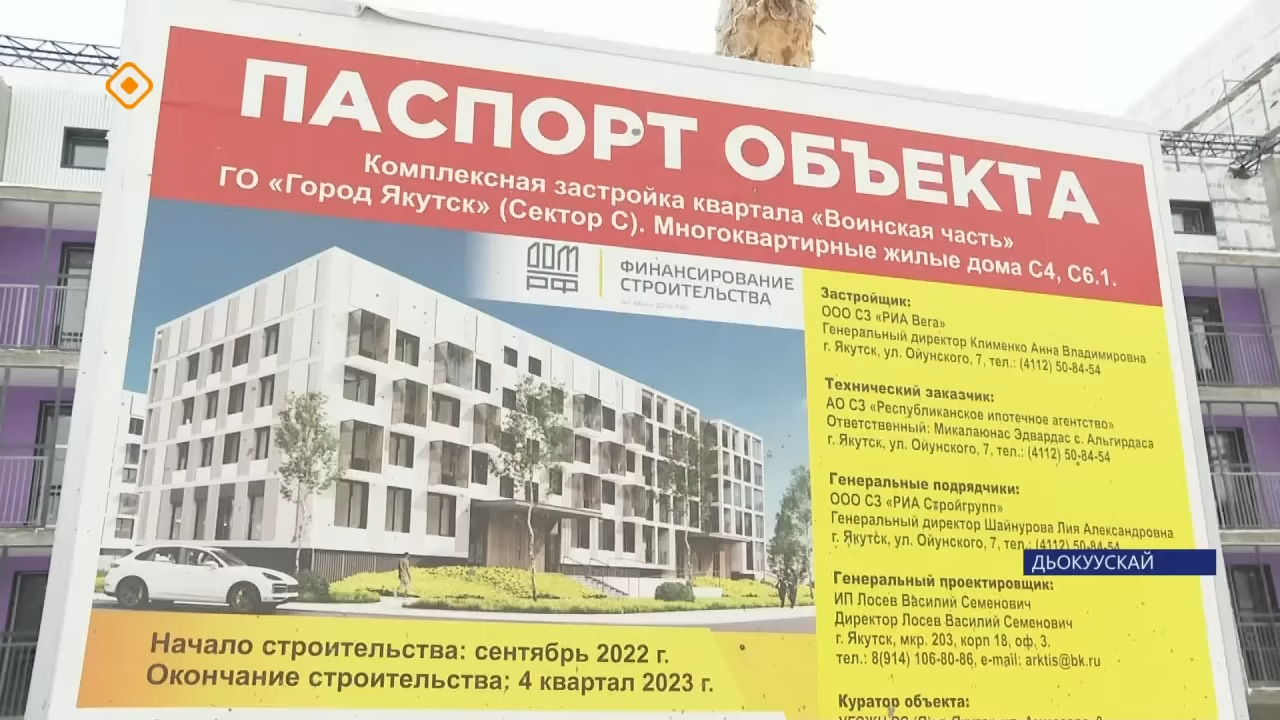 ПАСПОРТ ОБЪЕКТА
Комплексная застройка квартала «Воинская часть»
ГО «Город Якутск» (Сектор С). Многоквартирные жилые дома С4, С6.1.
ДОМ
РФ
ФИНАНСИРОВАНИЕ
СТРОИТЕЛЬСТВА
Застройщик:
ООО СЗ «РИА Вега»
Генеральный директор Клименко Анна Владимировна
г. Якутск, ул. Ойунского, 7, тел.: (4112) 50-84-54
Технический заказчик:
АО СЗ «Республиканское ипотечное агентство»
Ответственный: Микалаюнас Эдвардас с. Альгирдаса
г. Якутск, ул. Ойунского, 7, тел.: (4112) 50-84-54
Генеральные подрядчики:
ООО СЗ «РИА Стройгрупп»
Генеральный директор Шайнурова Лия Александровна
г. Якутск, ул. Ойунского, 7, тел.: (4112) 50-84-54
ДЬОКУУСКАЙ
Генеральный проектировщик:
ИП Лосев Василий Семенович
Директор Лосев Василий Семенович
г. Якутск, мкр. 203, корп 18, оф. 3.
тел.: 8(914) 106-80-86, e-mail: arktis@bk.ru
Куратор объекта:
Начало строительства: сентябрь 2022 г.
Окончание строительства: 4 квартал 2023 г.